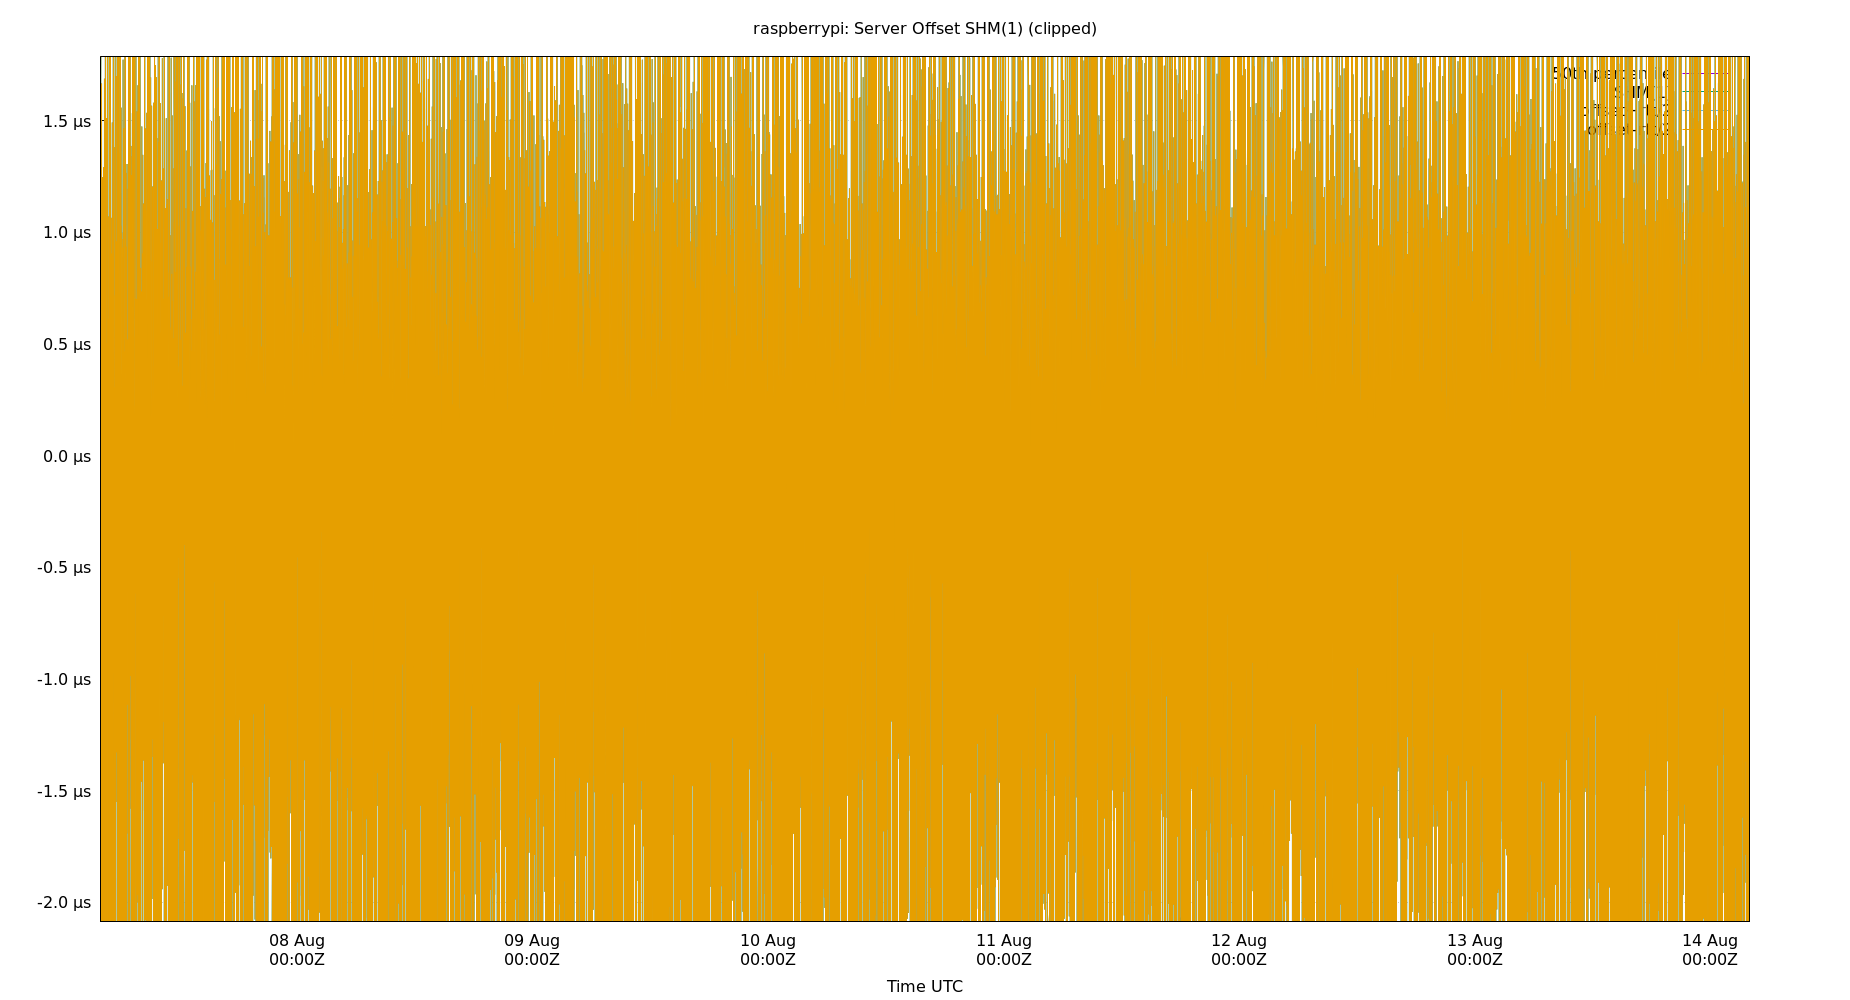 raspberrypi: Server Offset SHM(1) (clipped)
50th percentile
1.5 µs
1.0 µs
0.5 µs
0.0 µs
-0.5 µs
-1.0 µs
-1.5 µs
-2.0 µs
08 Aug 09 Aug 10 Aug 11 Aug 12 Aug 13 Aug 14 Aug
00:00Z 00:00Z 00:00Z 00:00Z 00:00Z 00:00Z 00:00Z
Time UTC